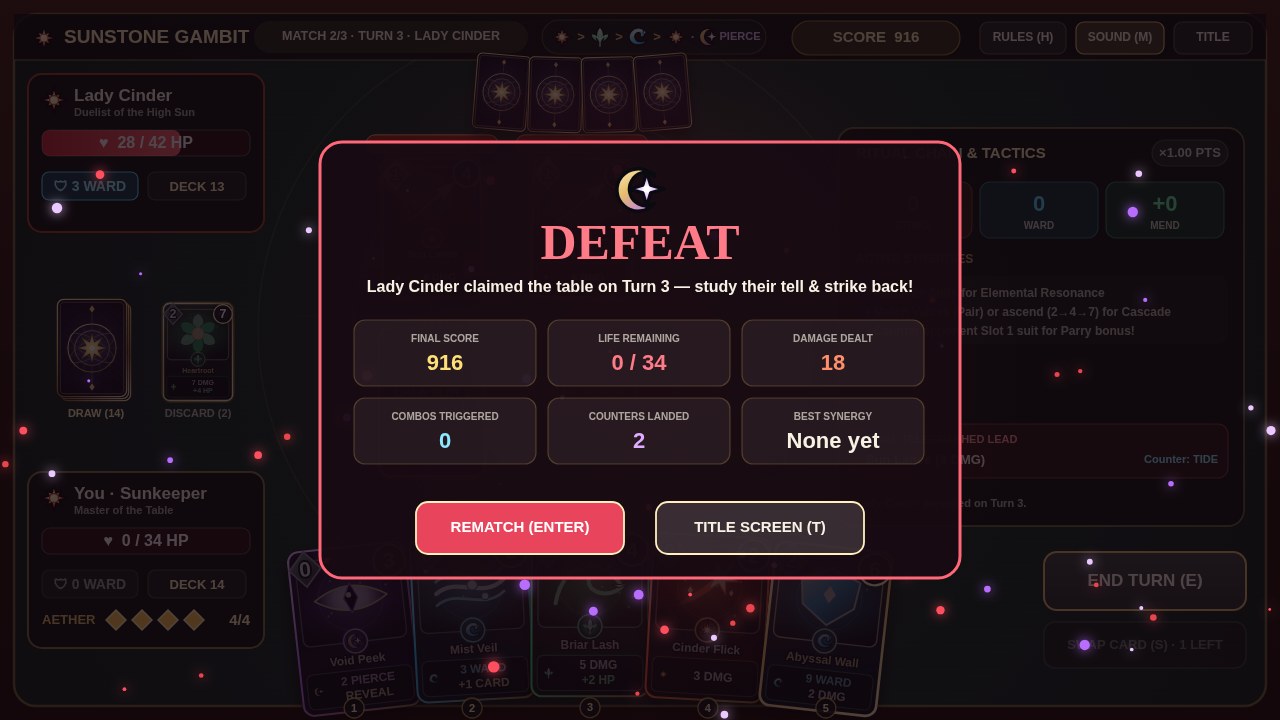 SUNSTONE GAMBIT
MATCH 2/3 · TURN 3 · LADY CINDER
> > > · PIERCE
SCORE 916
RULES (H)
SOUND (M)
TITLE
Lady Cinder
Duelist of the High Sun
♥ 28 / 42 HP
3 WARD
DECK 13
& TACTICS
×1.00 PTS
0
WARD
+0
MEND
for Elemental Resonance
Pair) or ascend (2→4→7) for Cascade
Slot 1 suit for Parry bonus!
LEAD
Counter: TIDE
on Turn 3.
DEFEAT
Lady Cinder claimed the table on Turn 3 — study their tell & strike back!
FINAL SCORE
916
LIFE REMAINING
0 / 34
DAMAGE DEALT
18
COMBOS TRIGGERED
0
COUNTERS LANDED
2
BEST SYNERGY
None yet
REMATCH (ENTER)
TITLE SCREEN (T)
2
7
Heartroot
7 DMG
+4 HP
DRAW (14)
DISCARD (2)
You · Sunkeeper
Master of the Table
♥ 0 / 34 HP
0 WARD
DECK 14
AETHER
4/4
0
Void Peek
2 PIERCE
REVEAL
1
Mist Veil
3 WARD
+1 CARD
2
Briar Lash
5 DMG
+2 HP
3
Cinder Flick
3 DMG
4
Abyssal Wall
9 WARD
2 DMG
5
END TURN (E)
SWAP CARD (S) · 1 LEFT